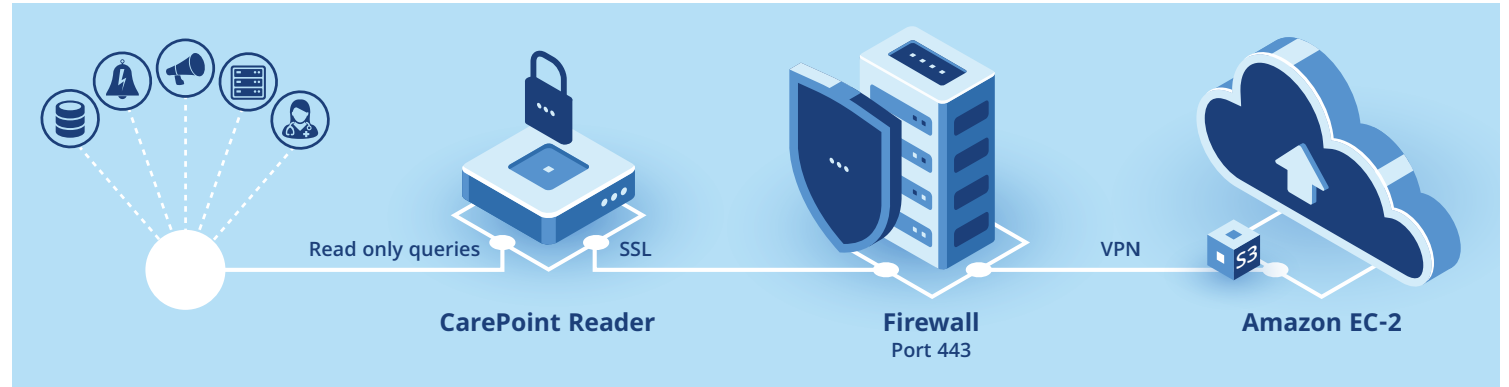 Read only queries
SSL
VPN
S3
CarePoint Reader
Firewall
Port 443
Amazon EC-2